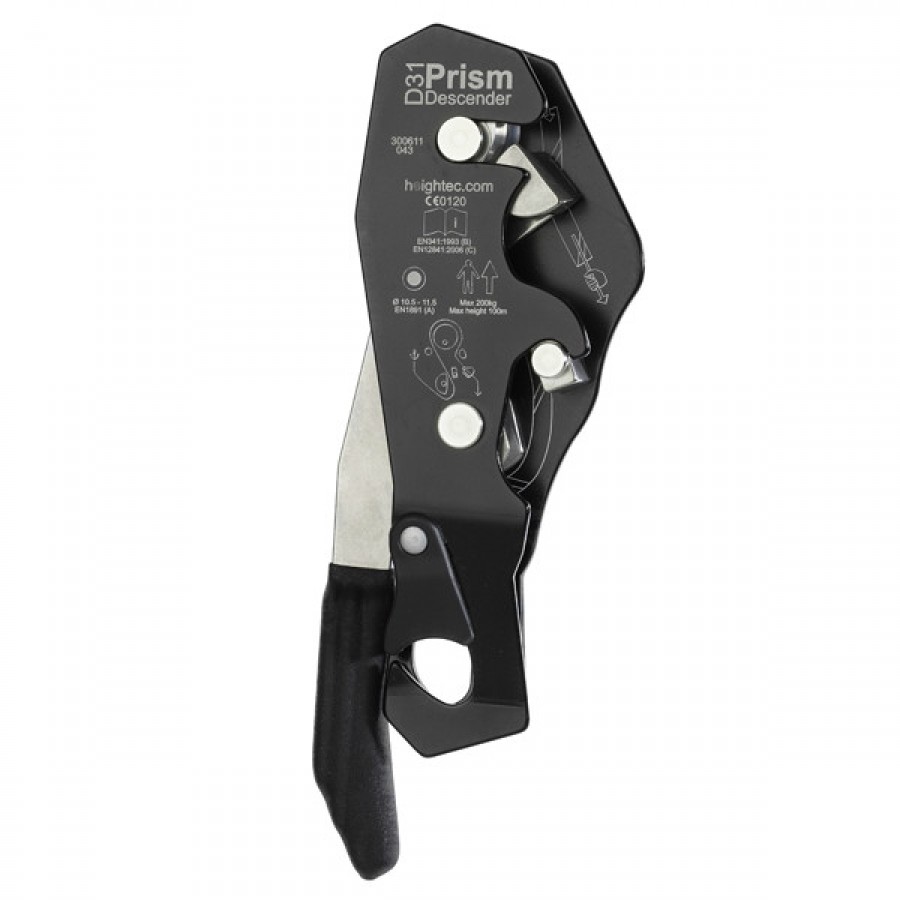 D31
Prism
Descender
300611
043
heightec.com
CE0120
EN341:1993 (B)
EN12841:2006 (C)
Ø 10.5 - 11.5
EN1891 (A)
Max 200kg
Max height 100m